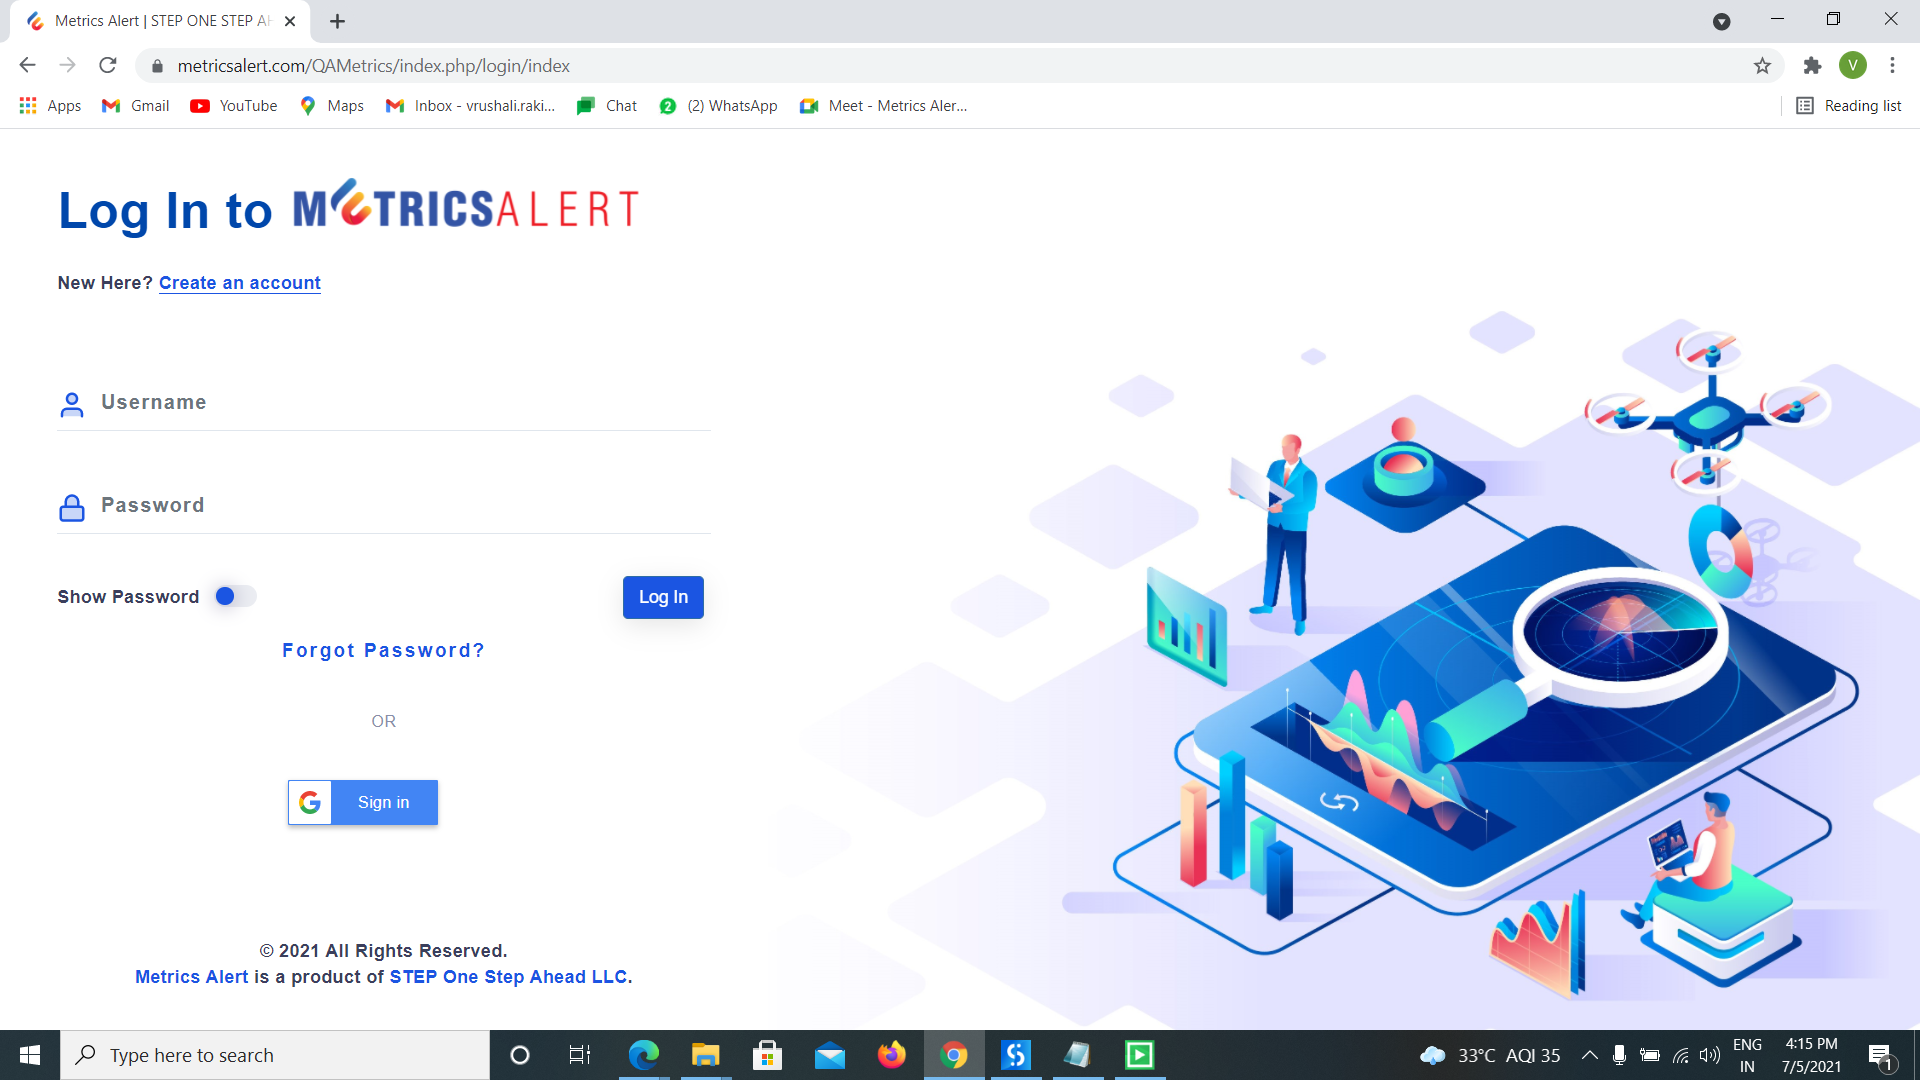 Metrics Alert | STEP ONE STEP AH
metricsalert.com/QAMetrics/index.php/login/index
V
Apps
Gmail
YouTube
Maps
Inbox - vrushali.raki...
Chat
2
(2) WhatsApp
Meet - Metrics Aler...
Reading list
Log In to METRICSALERT
New Here? Create an account
Username
Password
Show Password
Log In
Forgot Password?
OR
G Sign in
© 2021 All Rights Reserved.
Metrics Alert is a product of STEP One Step Ahead LLC.
Type here to search
33°C AQI 35
ENG
IN
4:15 PM
7/5/2021
1